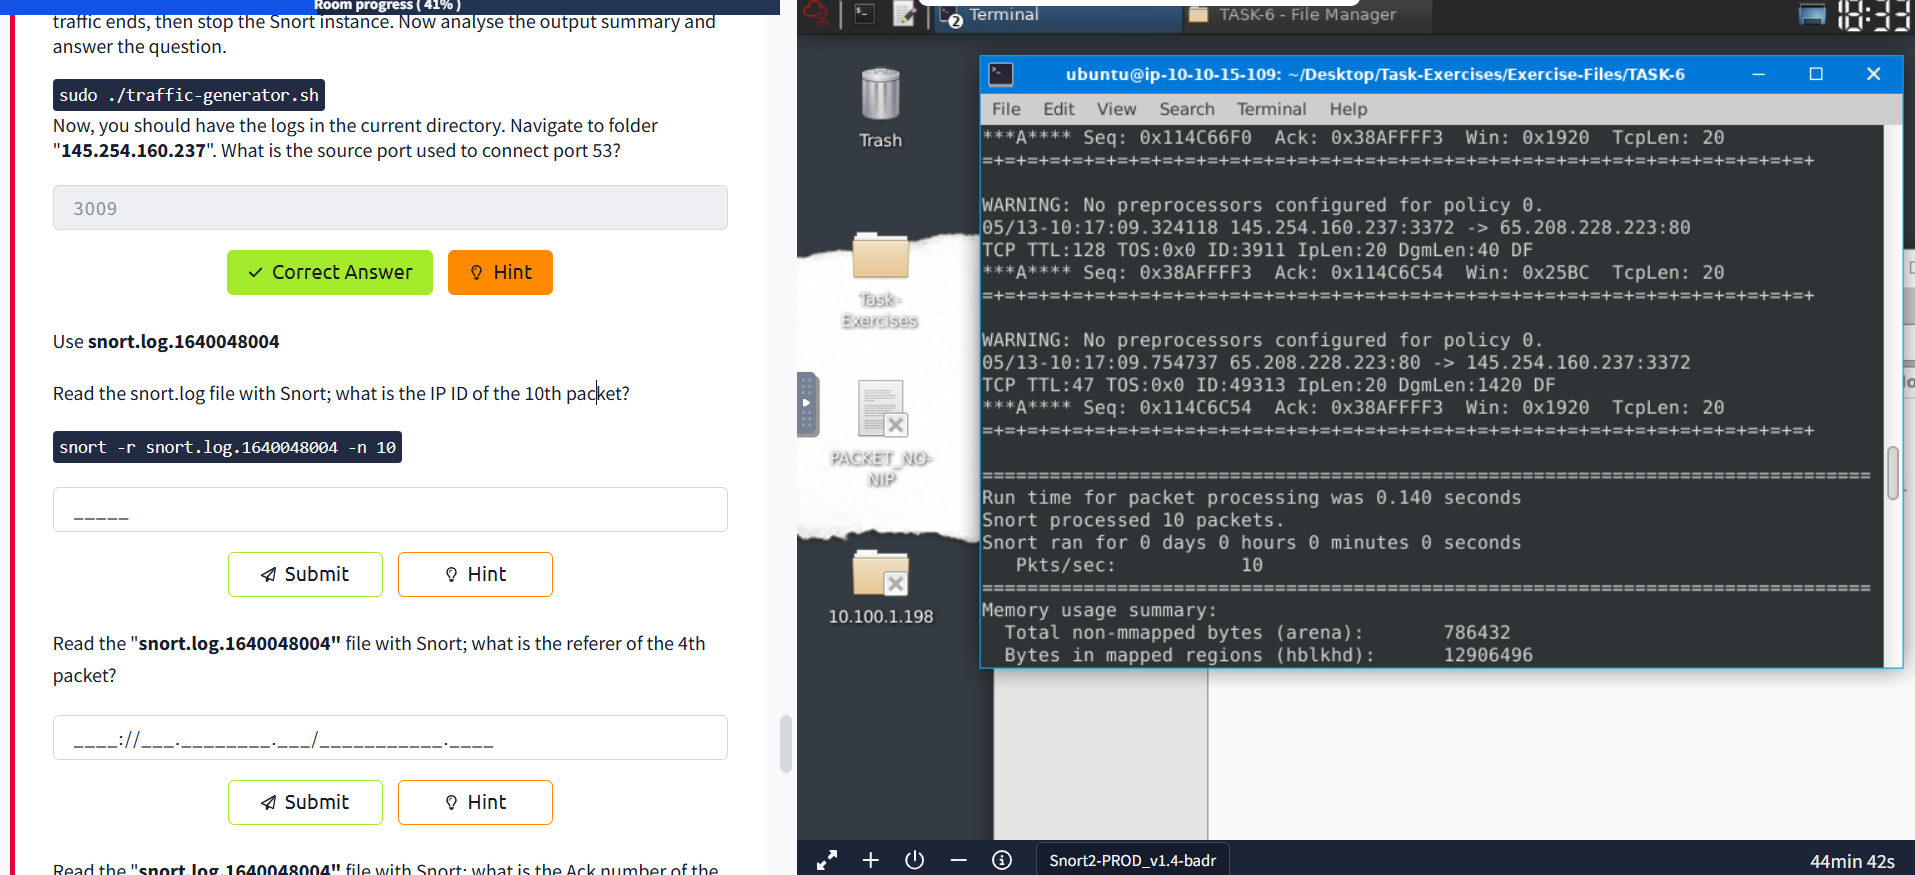 Room progress ( 41% )
traffic ends, then stop the Snort instance. Now analyse the output summary and
answer the question.
sudo ./traffic-generator.sh
Now, you should have the logs in the current directory. Navigate to folder
"145.254.160.237". What is the source port used to connect port 53?
3009
Correct Answer
Hint
Use snort.log.1640048004
Read the snort.log file with Snort; what is the IP ID of the 10th packet?
snort -r snort.log.1640048004 -n 10
_____
Submit
Hint
Read the "snort.log.1640048004" file with Snort; what is the referer of the 4th
packet?
____://___.________.___/___________.____
Submit
Hint
Read the "snort.log.1640048004" file with Snort; what is the Ack number of the
2
Terminal
TASK-6 - File Manager
18:33
Trash
Task-
Exercises
PACKET_NO-
NIP
10.100.1.198
ubuntu@ip-10-10-15-109: ~/Desktop/Task-Exercises/Exercise-Files/TASK-6
File Edit View Search Terminal Help
***A**** Seq: 0x114C66F0  Ack: 0x38AFFFF3  Win: 0x1920  TcpLen: 20
=+=+=+=+=+=+=+=+=+=+=+=+=+=+=+=+=+=+=+=+=+=+=+=+=+=+=+=+=+=+=+=+=+=+=+=+=+
WARNING: No preprocessors configured for policy 0.
05/13-10:17:09.324118 145.254.160.237:3372 -> 65.208.228.223:80
TCP TTL:128 TOS:0x0 ID:3911 IpLen:20 DgmLen:40 DF
***A**** Seq: 0x38AFFFF3  Ack: 0x114C6C54  Win: 0x25BC  TcpLen: 20
=+=+=+=+=+=+=+=+=+=+=+=+=+=+=+=+=+=+=+=+=+=+=+=+=+=+=+=+=+=+=+=+=+=+=+=+=+
WARNING: No preprocessors configured for policy 0.
05/13-10:17:09.754737 65.208.228.223:80 -> 145.254.160.237:3372
TCP TTL:47 TOS:0x0 ID:49313 IpLen:20 DgmLen:1420 DF
***A**** Seq: 0x114C6C54  Ack: 0x38AFFFF3  Win: 0x1920  TcpLen: 20
=+=+=+=+=+=+=+=+=+=+=+=+=+=+=+=+=+=+=+=+=+=+=+=+=+=+=+=+=+=+=+=+=+=+=+=+=+
===============================================================================
Run time for packet processing was 0.140 seconds
Snort processed 10 packets.
Snort ran for 0 days 0 hours 0 minutes 0 seconds
Pkts/sec:           10
===============================================================================
Memory usage summary:
Total non-mmapped bytes (arena):       786432
Bytes in mapped regions (hblkhd):      12906496
Snort2-PROD_v1.4-badr
44min 42s